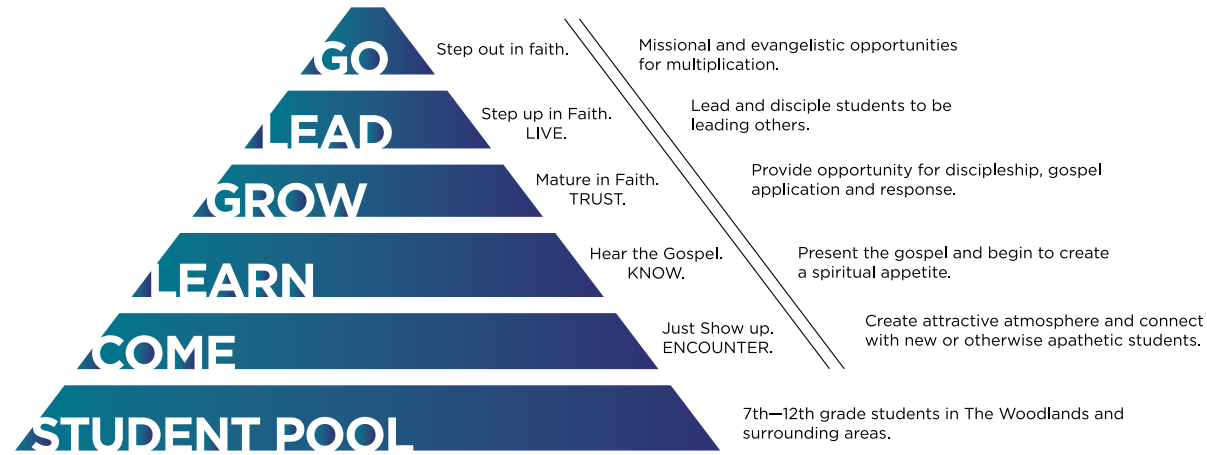 GO
Step out in faith.
Missional and evangelistic opportunities
for multiplication.
LEAD
Step up in Faith.
LIVE.
Lead and disciple students to be
leading others.
GROW
Mature in Faith.
TRUST.
Provide opportunity for discipleship, gospel
application and response.
LEARN
Hear the Gospel.
KNOW.
Present the gospel and begin to create
a spiritual appetite.
COME
Just Show up.
ENCOUNTER.
Create attractive atmosphere and connect
with new or otherwise apathetic students.
STUDENT POOL
7th—12th grade students in The Woodlands and
surrounding areas.